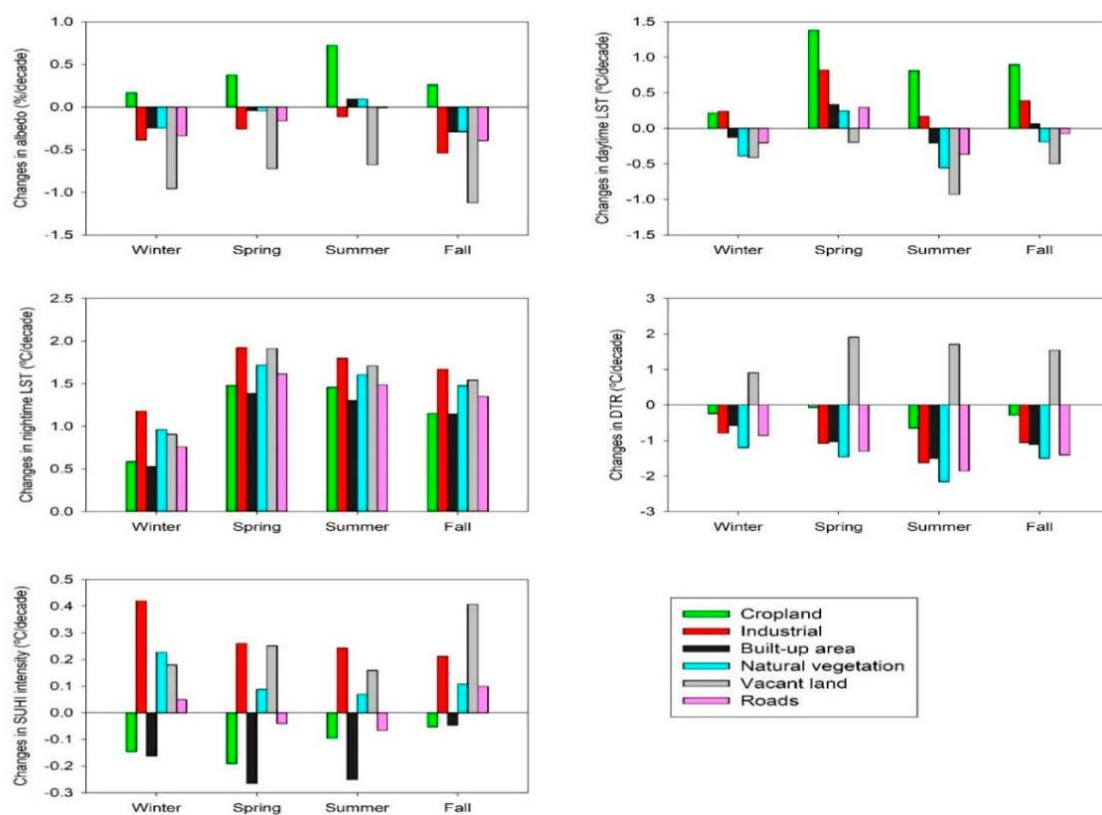 Changes in albedo (%/decade)
1.0
0.5
0.0
-0.5
-1.0
-1.5
Winter Spring Summer Fall
Changes in daytime LST (ºC/decade)
1.5
1.0
0.5
0.0
-0.5
-1.0
-1.5
Winter Spring Summer Fall
Changes in nightime LST (ºC/decade)
2.5
2.0
1.5
1.0
0.5
0.0
Winter Spring Summer Fall
Changes in DTR (ºC/decade)
3
2
1
0
-1
-2
-3
Winter Spring Summer Fall
Changes in SUHI intensity (ºC/decade)
0.5
0.4
0.3
0.2
0.1
0.0
-0.1
-0.2
-0.3
Winter Spring Summer Fall
Cropland
Industrial
Built-up area
Natural vegetation
Vacant land
Roads